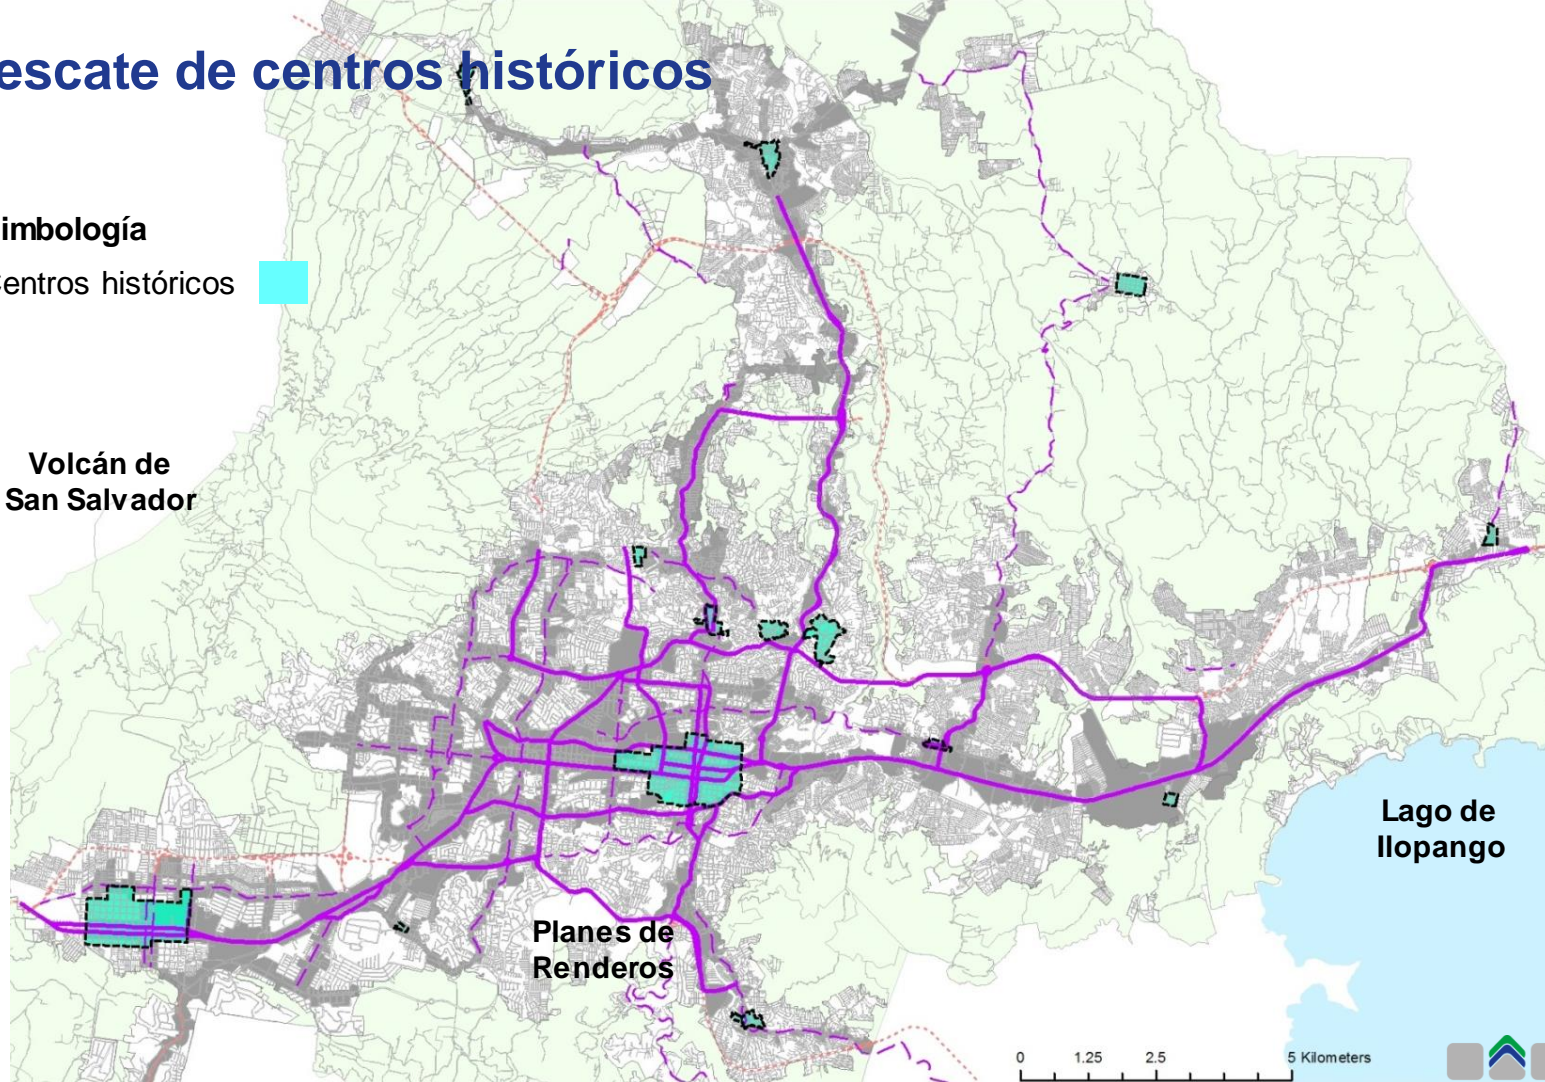 escate de centros históricos
imbología
Centros históricos
Volcán de
San Salvador
Lago de
Ilopango
Planes de
Renderos
0 1.25 2.5 5 Kilometers